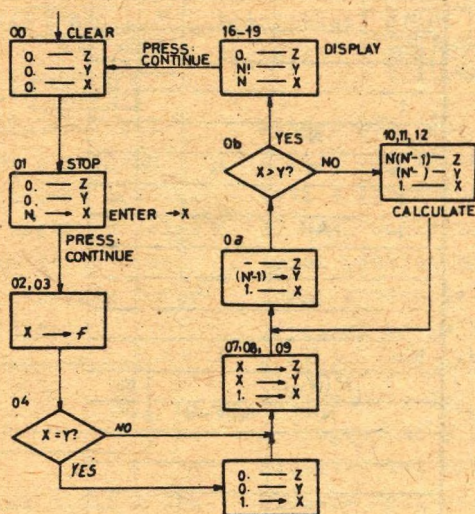 00 CLEAR
0. — Z
0. — Y
0. — X
01 STOP
0. — Z
0. — Y
N. → X
ENTER → X
PRESS:
CONTINUE
02, 03
X → F
04
X = Y?
NO
YES
0. — Z
0. — Y
1. → X
07, 08, 09
X → Z
X → Y
1. → X
0a
- — Z
(N'-1) → Y
1. — X
0b
X > Y?
YES
NO
10, 11, 12
N'(N'-1) — Z
(N'- ) — Y
1. — X
CALCULATE
16-19
0. — Z
N! — Y
N — X
DISPLAY
PRESS:
CONTINUE